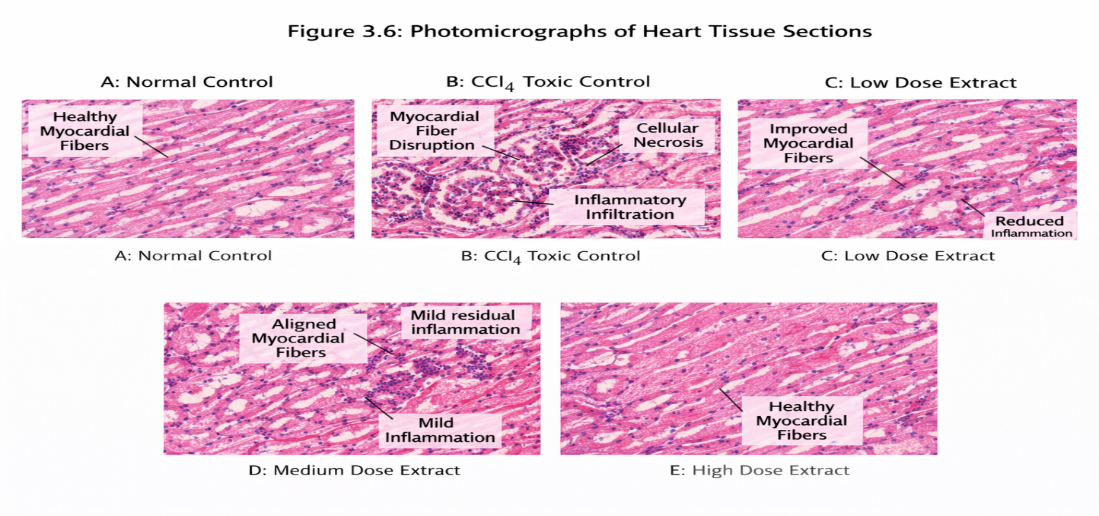 Figure 3.6: Photomicrographs of Heart Tissue Sections
A: Normal Control
B: CCl₄ Toxic Control
C: Low Dose Extract
Healthy
Myocardial
Fibers
Myocardial
Fiber
Disruption
Cellular
Necrosis
Inflammatory
Infiltration
Improved
Myocardial
Fibers
Reduced
Inflammation
A: Normal Control
B: CCl₄ Toxic Control
C: Low Dose Extract
Aligned
Myocardial
Fibers
Mild residual
inflammation
Mild
Inflammation
Healthy
Myocardial
Fibers
D: Medium Dose Extract
E: High Dose Extract